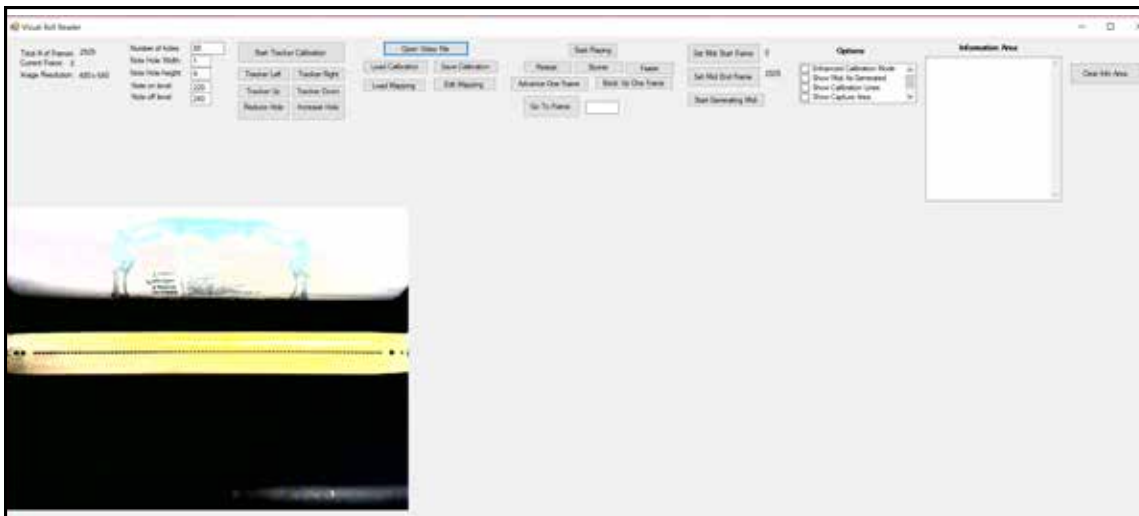 Visual Roll Reader
Total # of Frames: 2929
Current Frame: 0
Image Resolution:
Number of holes
Note Hole Width:
Note Hole height
Note on level
Note off level
Start Tracker Calibration
Tracker Left
Tracker Right
Tracker Up
Tracker Down
Reduce Hole
Increase Hole
Open Video File
Load Calibration
Save Calibration
Load Mapping
Edit Mapping
Start Playing
Slower
Faster
Advance One Frame
Back Up One Frame
Go To Frame
Set Midi Start Frame
Set Midi End Frame
Start Generating Midi
Options
Enhanced Calibration Mode
Show Midi As Generated
Show Calibration Lines
Show Capture Area
Information Area
Clear Info Area